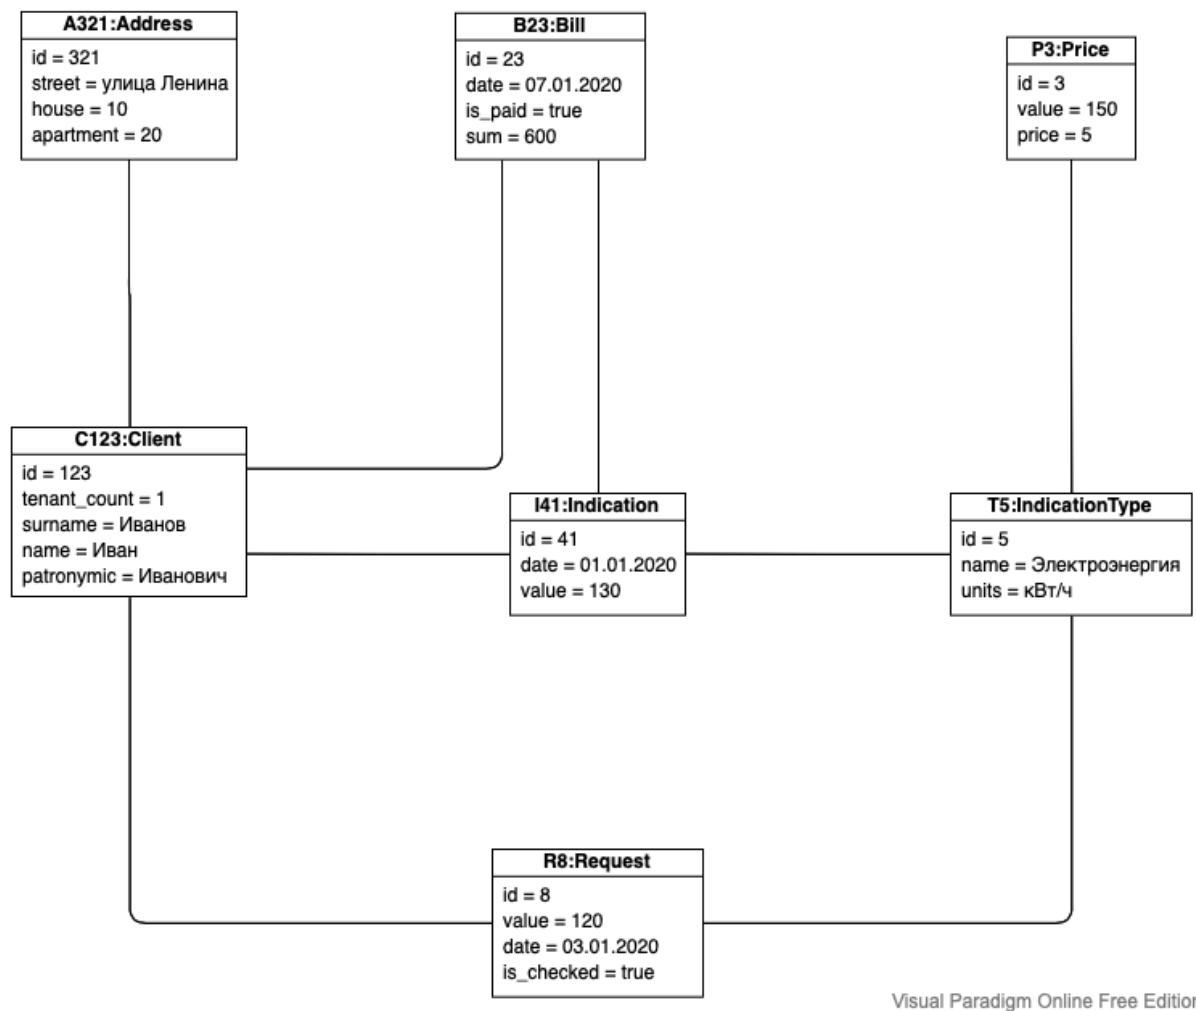 A321:Address
id = 321
street = улица Ленина
house = 10
apartment = 20
B23:Bill
id = 23
date = 07.01.2020
is_paid = true
sum = 600
P3:Price
id = 3
value = 150
price = 5
C123:Client
id = 123
tenant_count = 1
surname = Иванов
name = Иван
patronymic = Иванович
I41:Indication
id = 41
date = 01.01.2020
value = 130
T5:IndicationType
id = 5
name = Электроэнергия
units = кВт/ч
R8:Request
id = 8
value = 120
date = 03.01.2020
is_checked = true
Visual Paradigm Online Free Edition